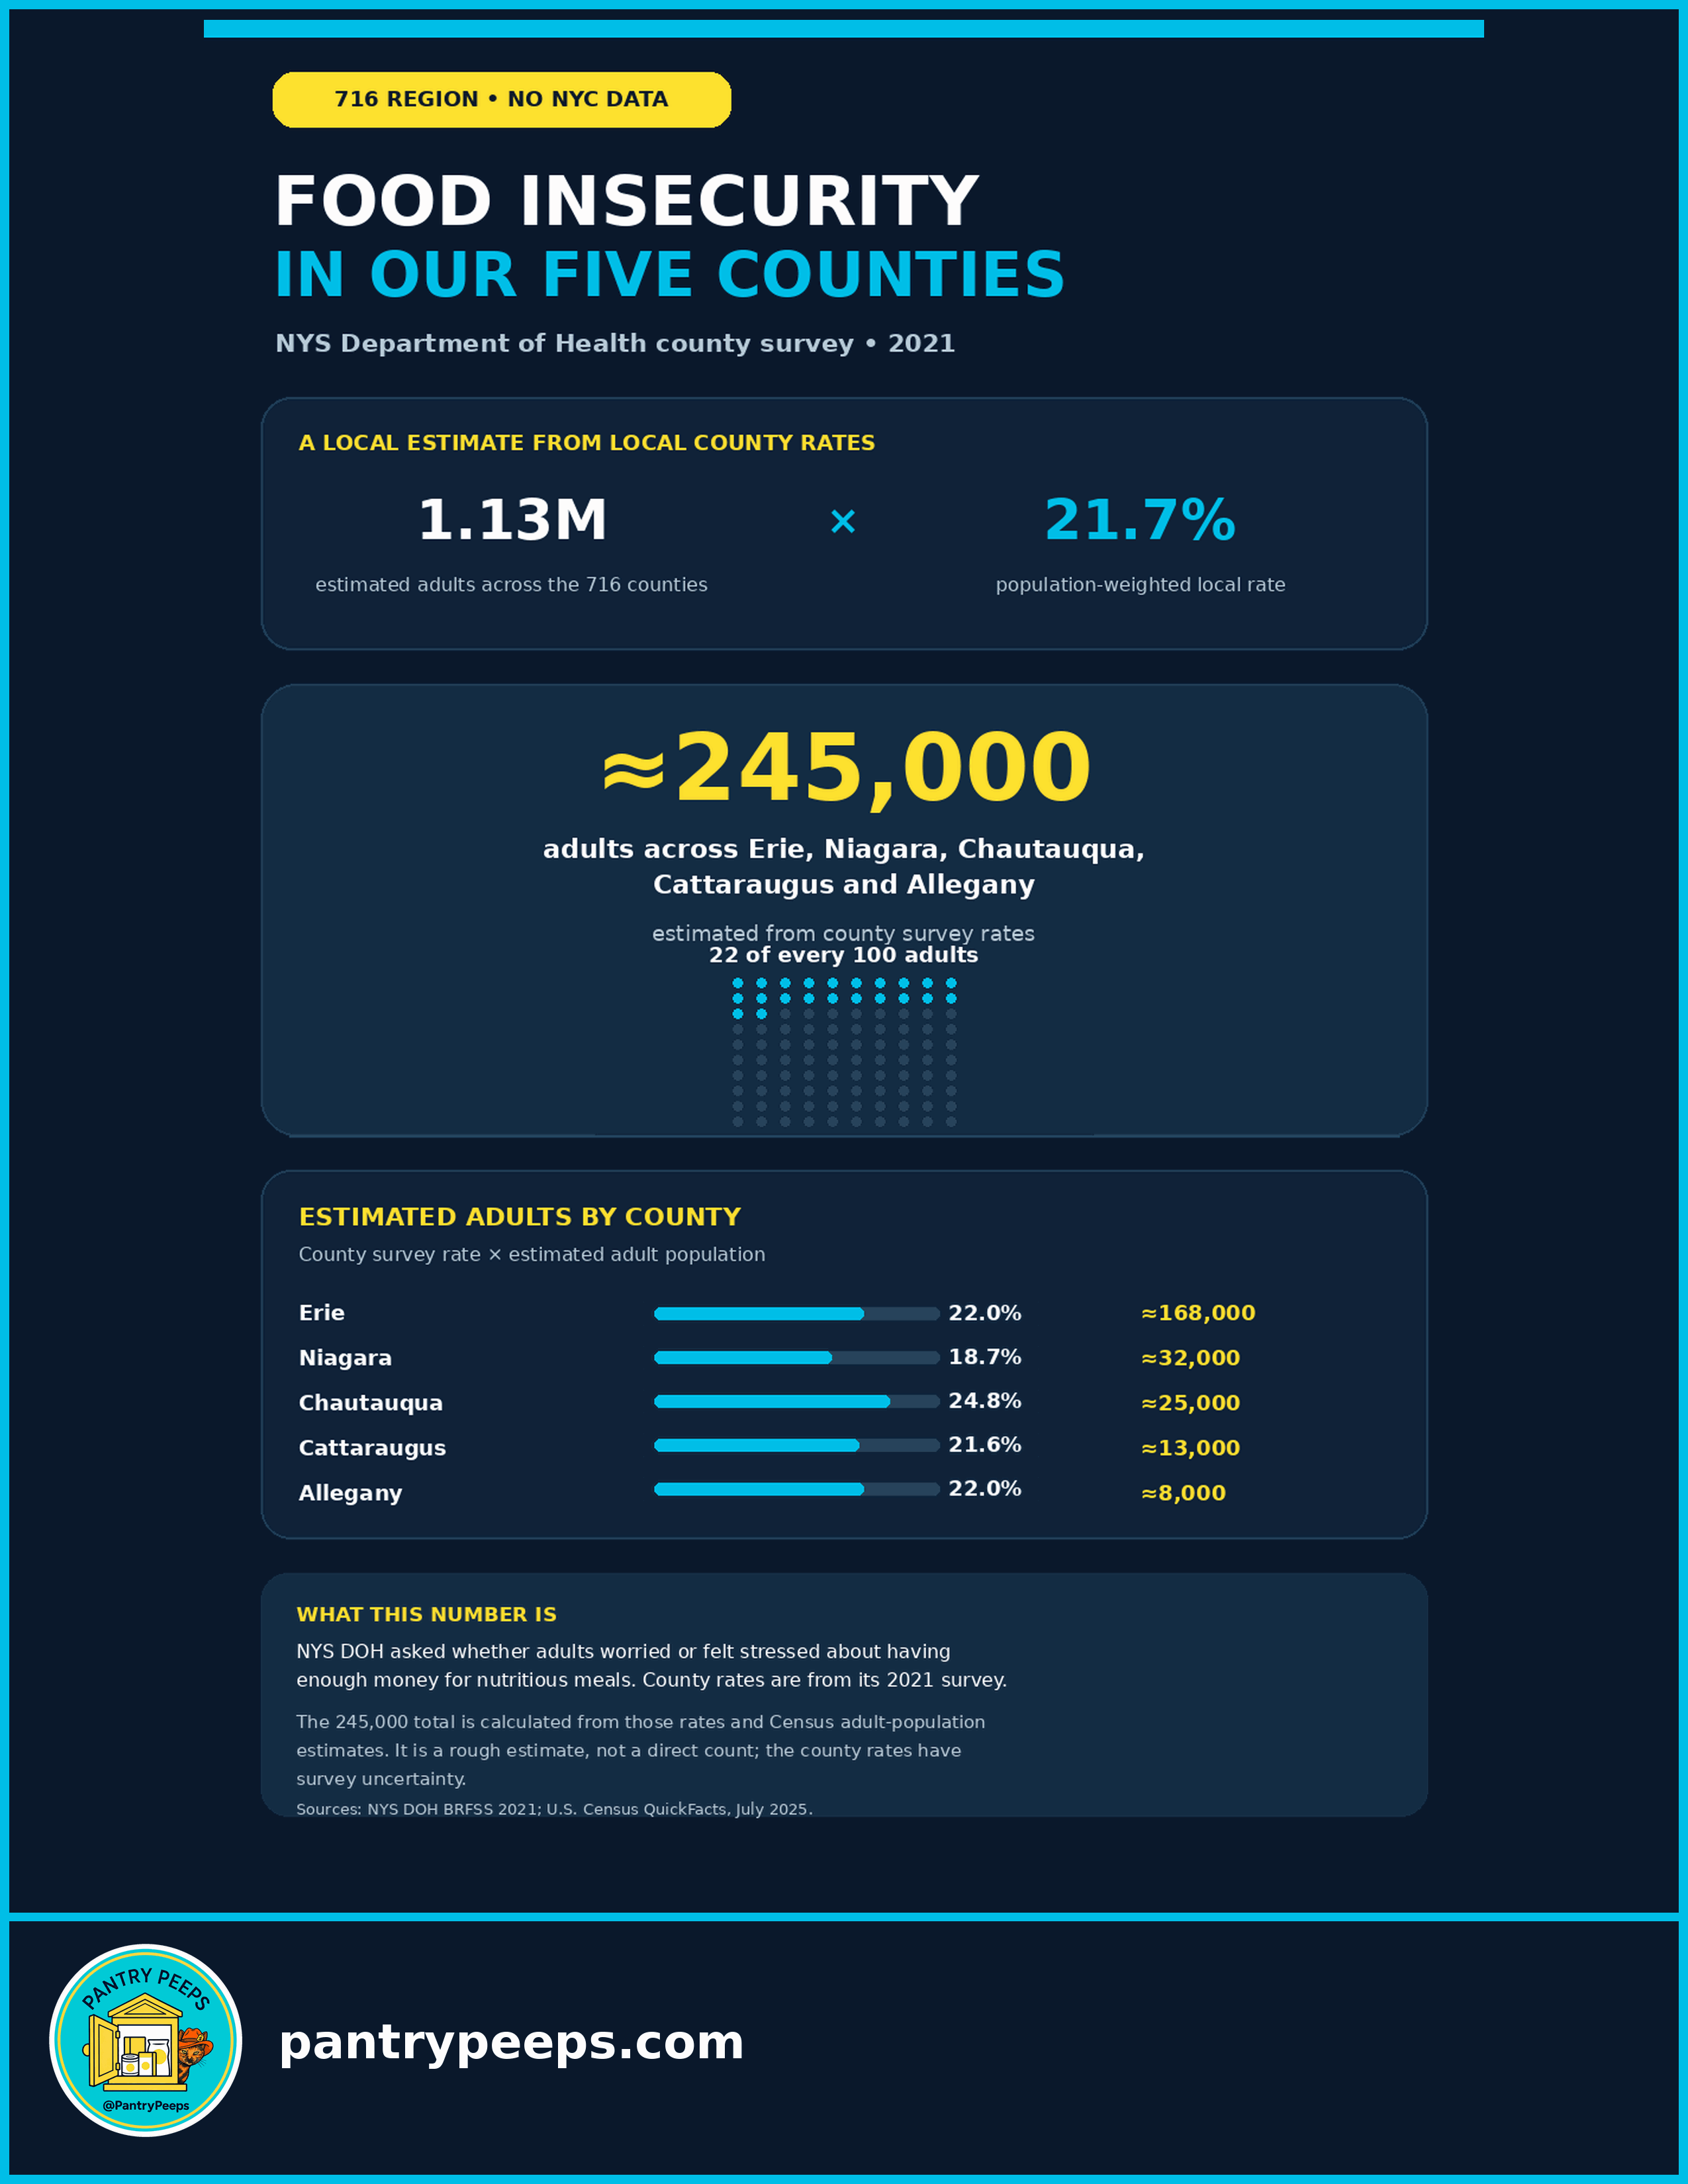 716 REGION • NO NYC DATA
FOOD INSECURITY
IN OUR FIVE COUNTIES
NYS Department of Health county survey • 2021
A LOCAL ESTIMATE FROM LOCAL COUNTY RATES
1.13M × 21.7%
estimated adults across the 716 counties population-weighted local rate
≈245,000
adults across Erie, Niagara, Chautauqua,
Cattaraugus and Allegany
estimated from county survey rates
22 of every 100 adults
ESTIMATED ADULTS BY COUNTY
County survey rate × estimated adult population
Erie 22.0% ≈168,000
Niagara 18.7% ≈32,000
Chautauqua 24.8% ≈25,000
Cattaraugus 21.6% ≈13,000
Allegany 22.0% ≈8,000
WHAT THIS NUMBER IS
NYS DOH asked whether adults worried or felt stressed about having
enough money for nutritious meals. County rates are from its 2021 survey.
The 245,000 total is calculated from those rates and Census adult-population
estimates. It is a rough estimate, not a direct count; the county rates have
survey uncertainty.
Sources: NYS DOH BRFSS 2021; U.S. Census QuickFacts, July 2025.
PANTRY PEEPS
@PantryPeeps
pantrypeeps.com